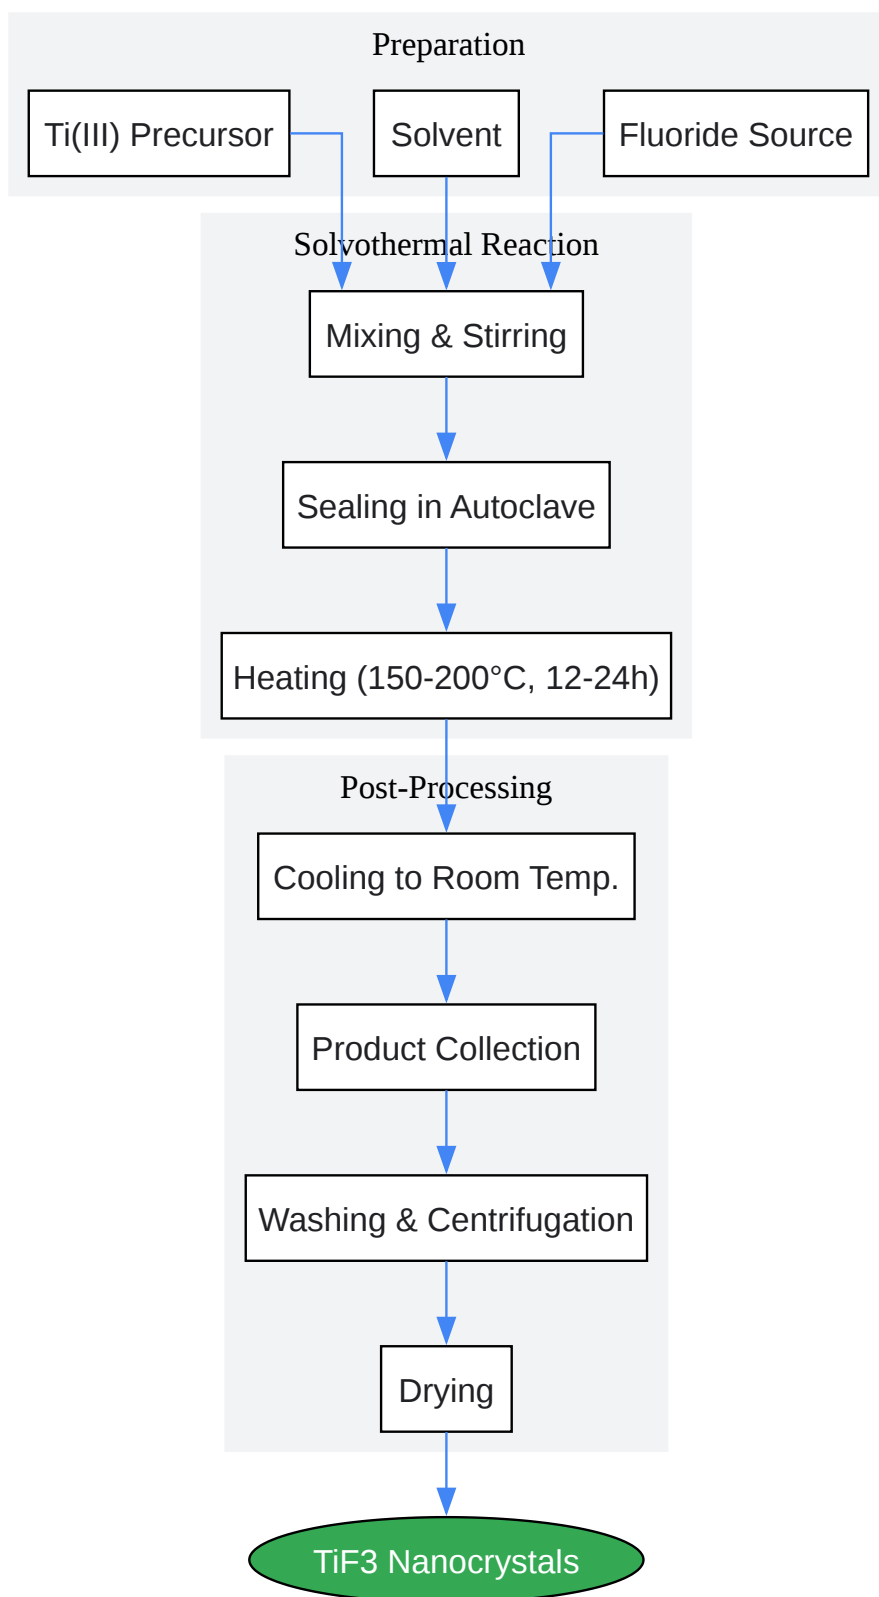 Preparation
Ti(III) Precursor
Solvent
Fluoride Source
Solvothermal Reaction
Mixing & Stirring
Sealing in Autoclave
Heating (150-200°C, 12-24h)
Post-Processing
Cooling to Room Temp.
Product Collection
Washing & Centrifugation
Drying
TiF3 Nanocrystals